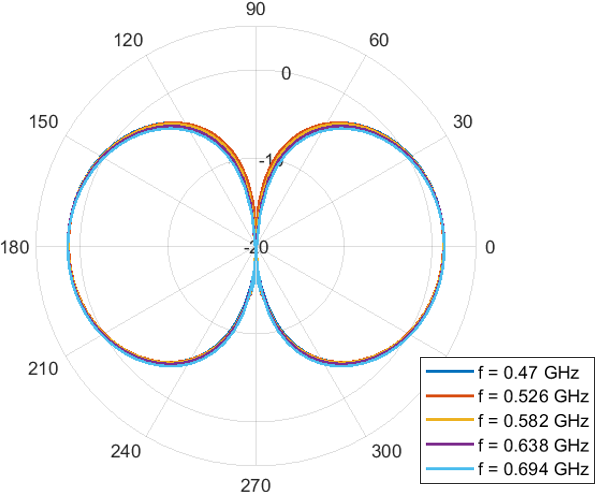 90
120
60
0
150
30
-10
180
-20
0
210
f = 0.47 GHz
f = 0.526 GHz
f = 0.582 GHz
f = 0.638 GHz
f = 0.694 GHz
240
300
270